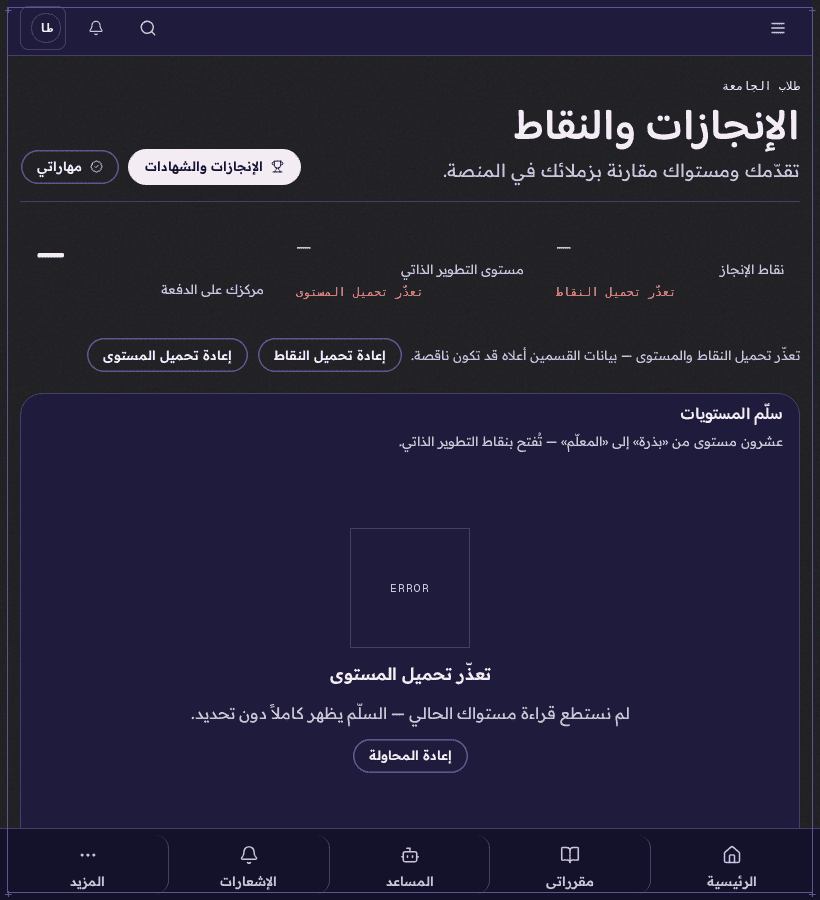 طا
طلاب الجامعة
الإنجازات والنقاط
تقدّمك ومستواك مقارنة بزملائك في المنصة.
الإنجازات والشهادات
مهاراتي
—
نقاط الإنجاز
تعذّر تحميل النقاط
—
مستوى التطوير الذاتي
تعذّر تحميل المستوى
—
مركزك على الدفعة
تعذّر تحميل النقاط والمستوى — بيانات القسمين أعلاه قد تكون ناقصة.
إعادة تحميل النقاط
إعادة تحميل المستوى
سلّم المستويات
عشرون مستوى من «بذرة» إلى «المعلّم» — تُفتح بنقاط التطوير الذاتي.
ERROR
تعذّر تحميل المستوى
لم نستطع قراءة مستواك الحالي — السلّم يظهر كاملاً دون تحديد.
إعادة المحاولة
الرئيسية
مقرراتى
المساعد
الإشعارات
المزيد